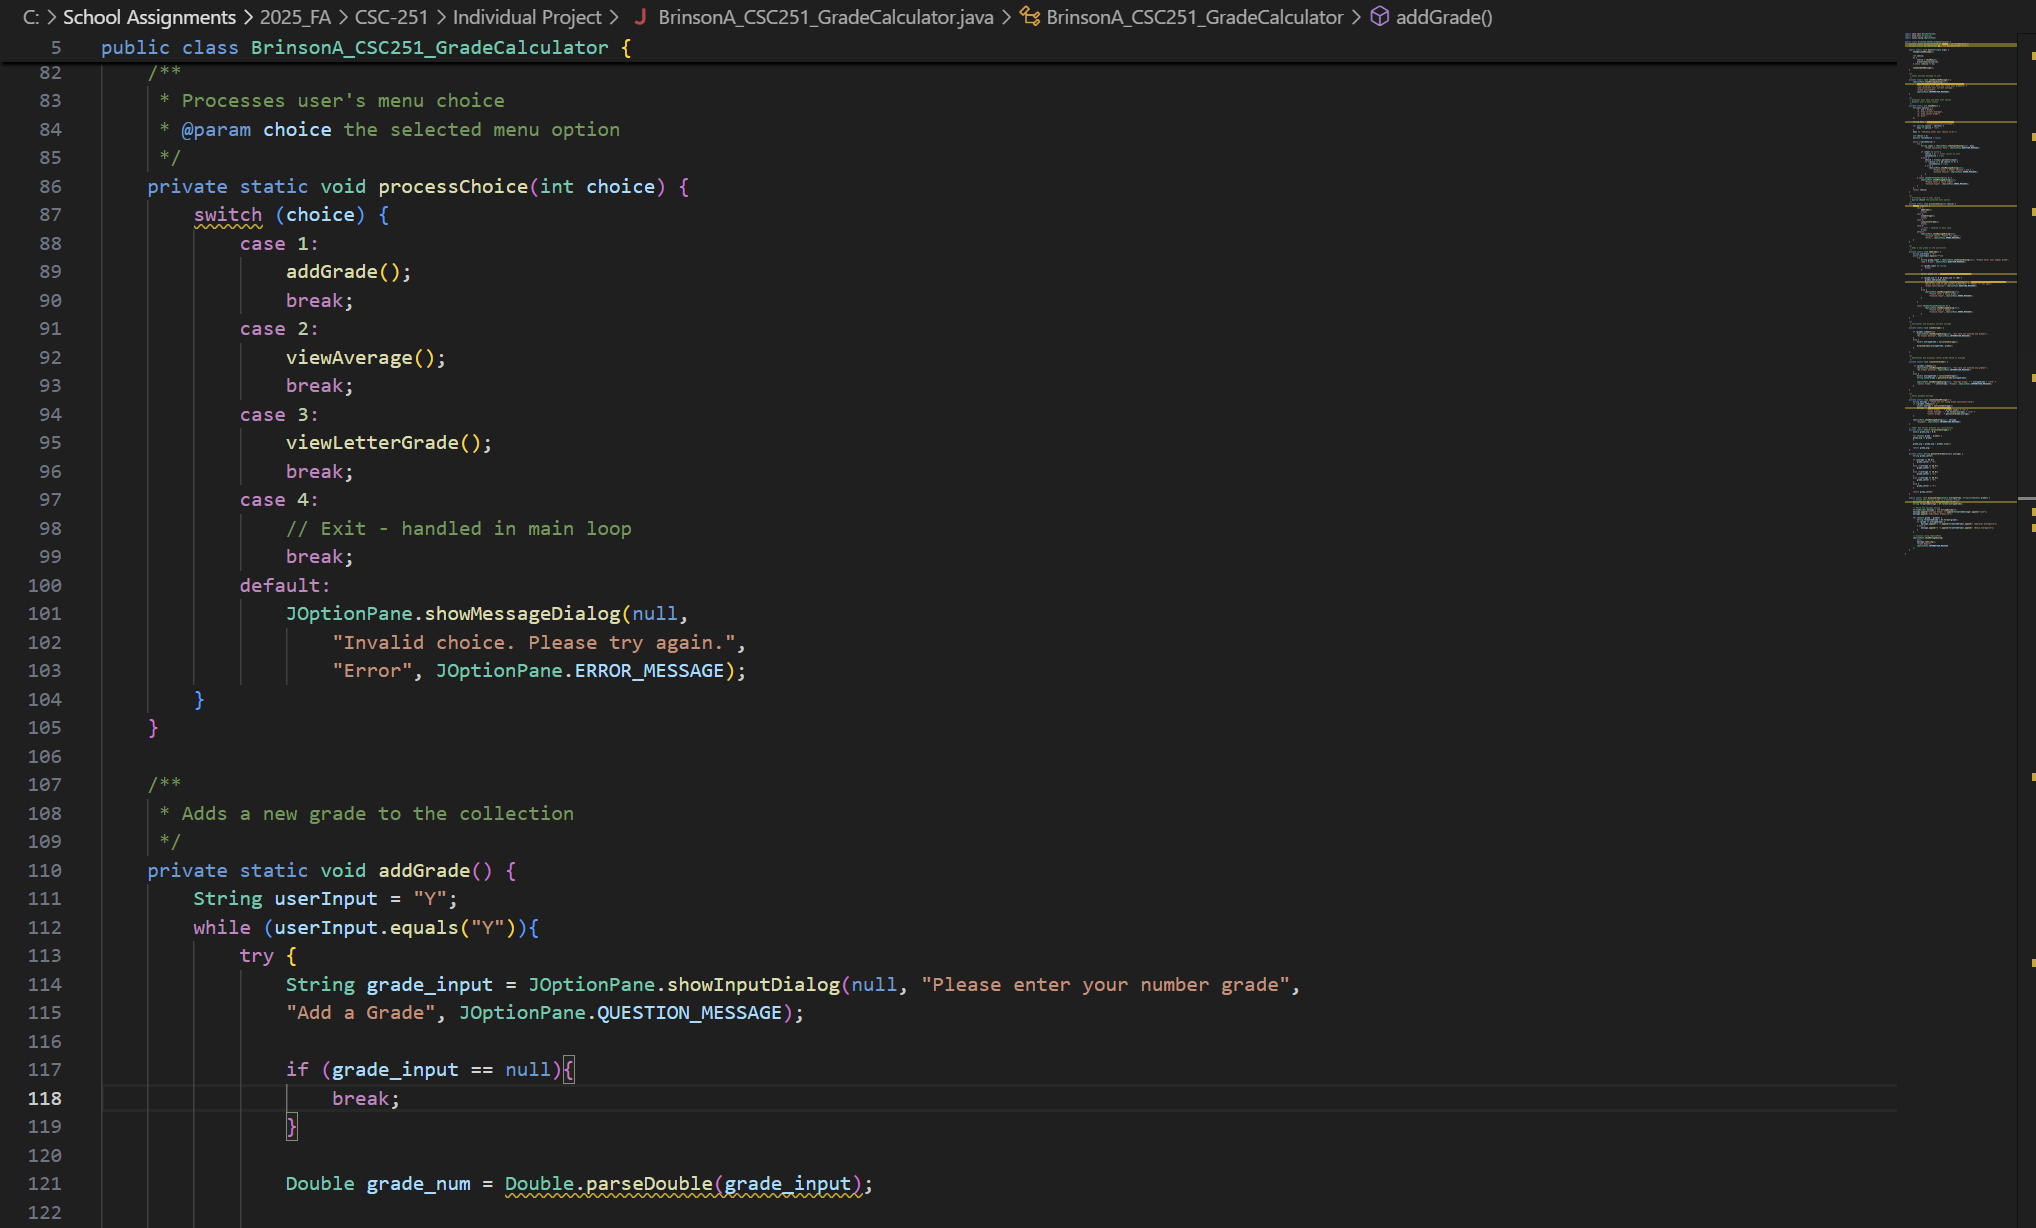 C: > School Assignments > 2025_FA > CSC-251 > Individual Project > J BrinsonA_CSC251_GradeCalculator.java > BrinsonA_CSC251_GradeCalculator > addGrade()
5 public class BrinsonA_CSC251_GradeCalculator {
82 /**
83 * Processes user's menu choice
84 * @param choice the selected menu option
85 */
86 private static void processChoice(int choice) {
87 switch (choice) {
88 case 1:
89 addGrade();
90 break;
91 case 2:
92 viewAverage();
93 break;
94 case 3:
95 viewLetterGrade();
96 break;
97 case 4:
98 // Exit - handled in main loop
99 break;
100 default:
101 JOptionPane.showMessageDialog(null,
102 "Invalid choice. Please try again.",
103 "Error", JOptionPane.ERROR_MESSAGE);
104 }
105 }
106
107 /**
108 * Adds a new grade to the collection
109 */
110 private static void addGrade() {
111 String userInput = "Y";
112 while (userInput.equals("Y")){
113 try {
114 String grade_input = JOptionPane.showInputDialog(null, "Please enter your number grade",
115 "Add a Grade", JOptionPane.QUESTION_MESSAGE);
116
117 if (grade_input == null){
118 break;
119 }
120
121 Double grade_num = Double.parseDouble(grade_input);
122